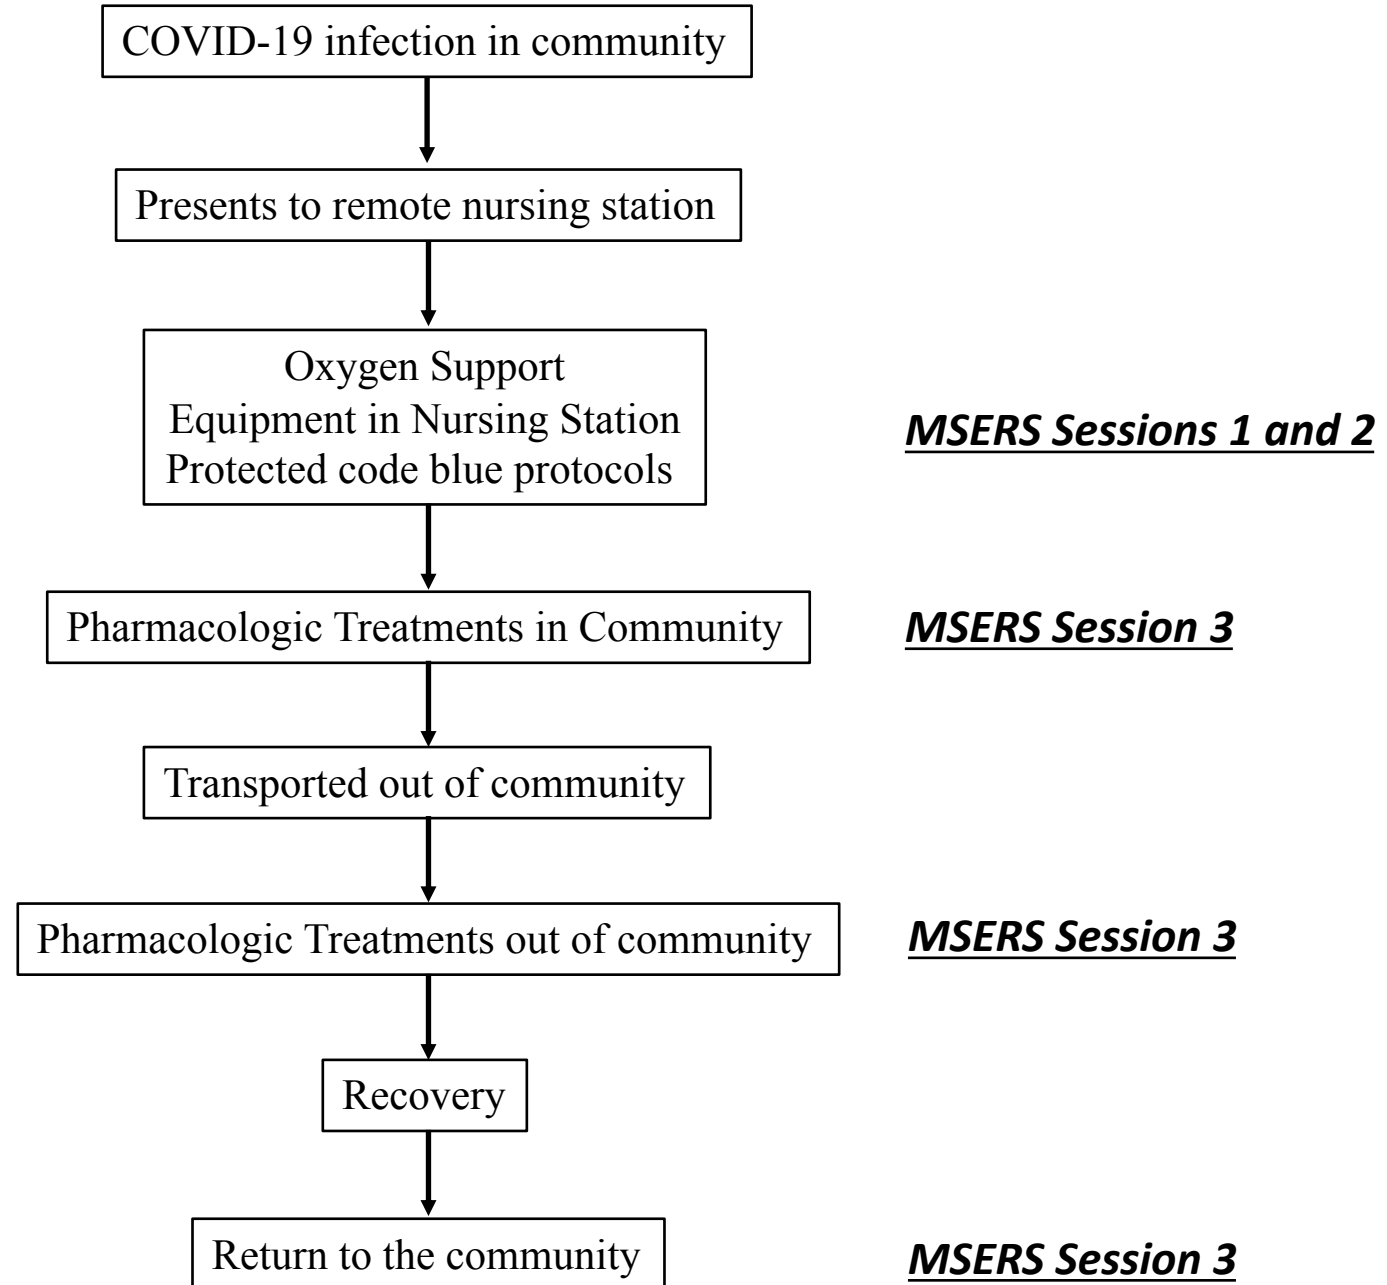 COVID-19 infection in community
Presents to remote nursing station
Oxygen Support
Equipment in Nursing Station
Protected code blue protocols
MSERS Sessions 1 and 2
Pharmacologic Treatments in Community
MSERS Session 3
Transported out of community
Pharmacologic Treatments out of community
MSERS Session 3
Recovery
Return to the community
MSERS Session 3